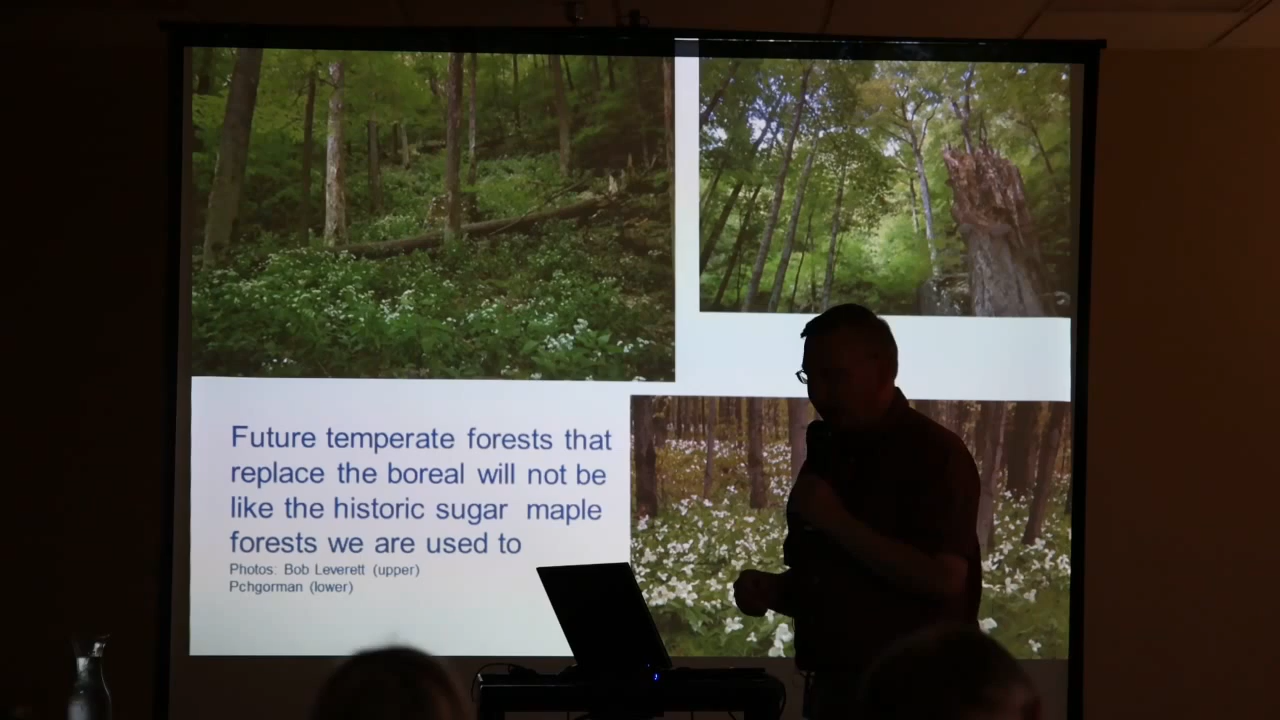 Future temperate forests that
replace the boreal will not be
like the historic sugar maple
forests we are used to
Photos: Bob Leverett (upper)
Pchgorman (lower)